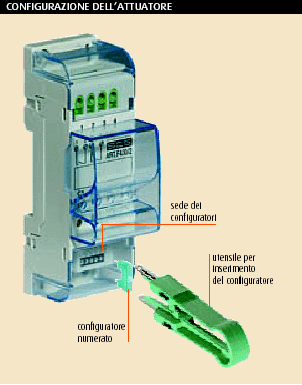 CONFIGURAZIONE DELL'ATTUATORE
sede dei
configuratori
utensile per
inserimento
del configuratore
configuratore
numerato